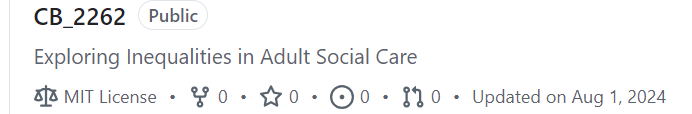 CB_2262 Public
Exploring Inequalities in Adult Social Care
MIT License • 0 • 0 • 0 • 0 • Updated on Aug 1, 2024